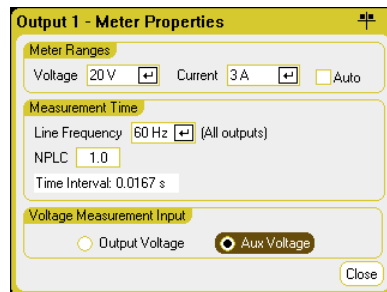 Output 1 - Meter Properties
Meter Ranges
Voltage 20 V Current 3 A Auto
Measurement Time
Line Frequency 60 Hz (All outputs)
NPLC 1.0
Time Interval: 0.0167 s
Voltage Measurement Input
Output Voltage Aux Voltage
Close